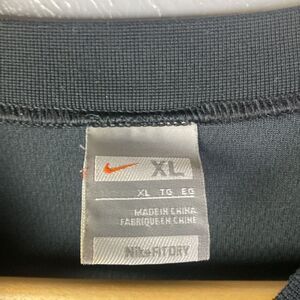 XL
XL TG EG
MADE IN CHINA
FABRIQUE EN CHINE
Nike FIT DRY